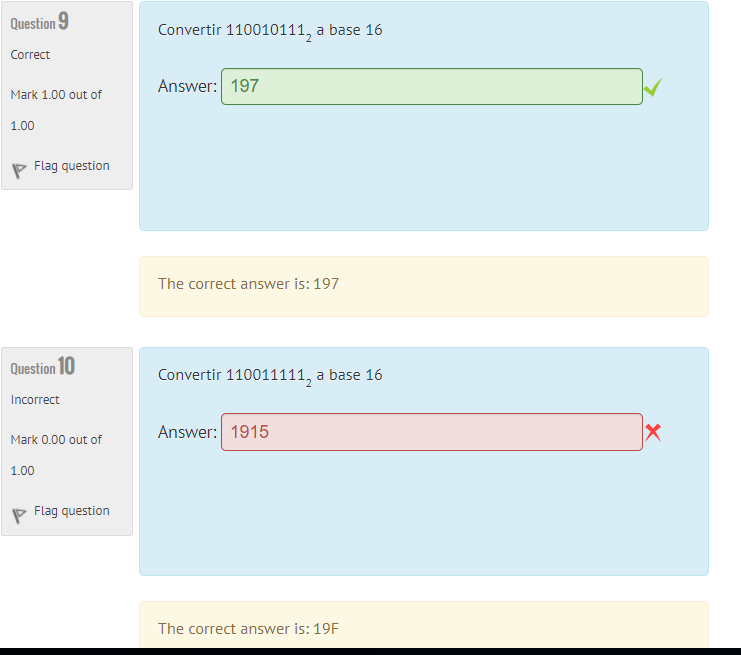 Question 9
Correct
Mark 1.00 out of
1.00
Flag question
Convertir 110010111₂ a base 16
Answer: 197
The correct answer is: 197
Question 10
Incorrect
Mark 0.00 out of
1.00
Flag question
Convertir 110011111₂ a base 16
Answer: 1915
The correct answer is: 19F